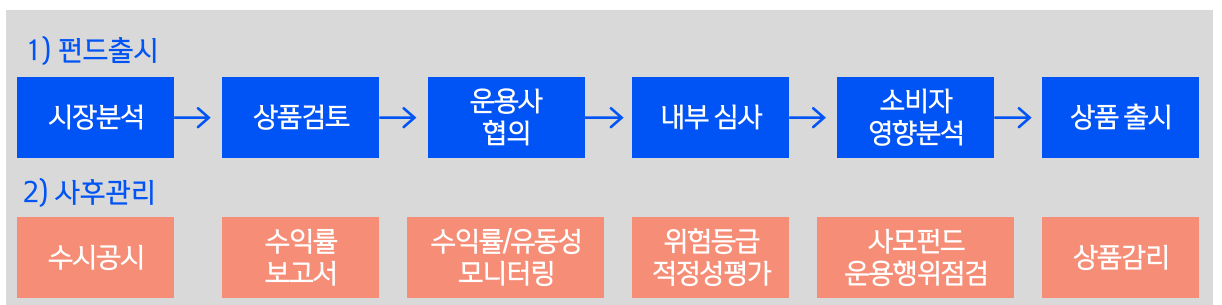 1) 펀드출시
시장분석
상품검토
운용사
협의
내부 심사
소비자
영향분석
상품 출시
2) 사후관리
수시공시
수익률
보고서
수익률/유동성
모니터링
위험등급
적정성평가
사모펀드
운용행위점검
상품감리